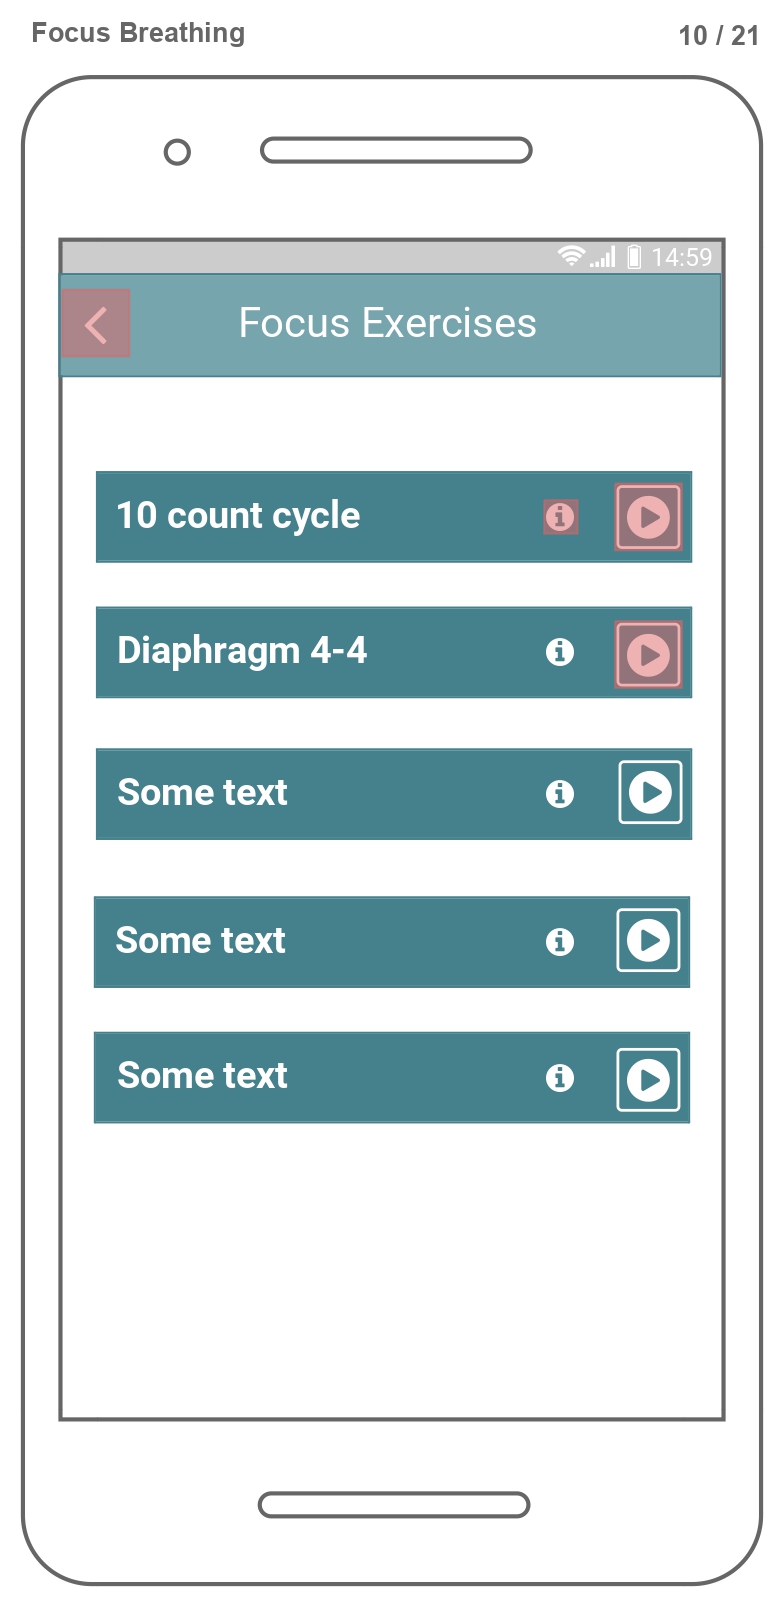 Focus Breathing
10 / 21
14:59
Focus Exercises
10 count cycle
Diaphragm 4-4
Some text
Some text
Some text